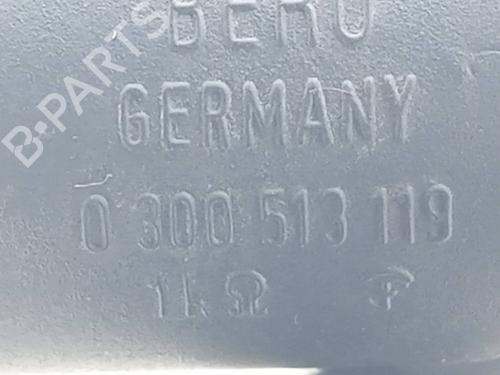 BERU
GERMANY
0 300 513 119
1kΩ
B-PARTS